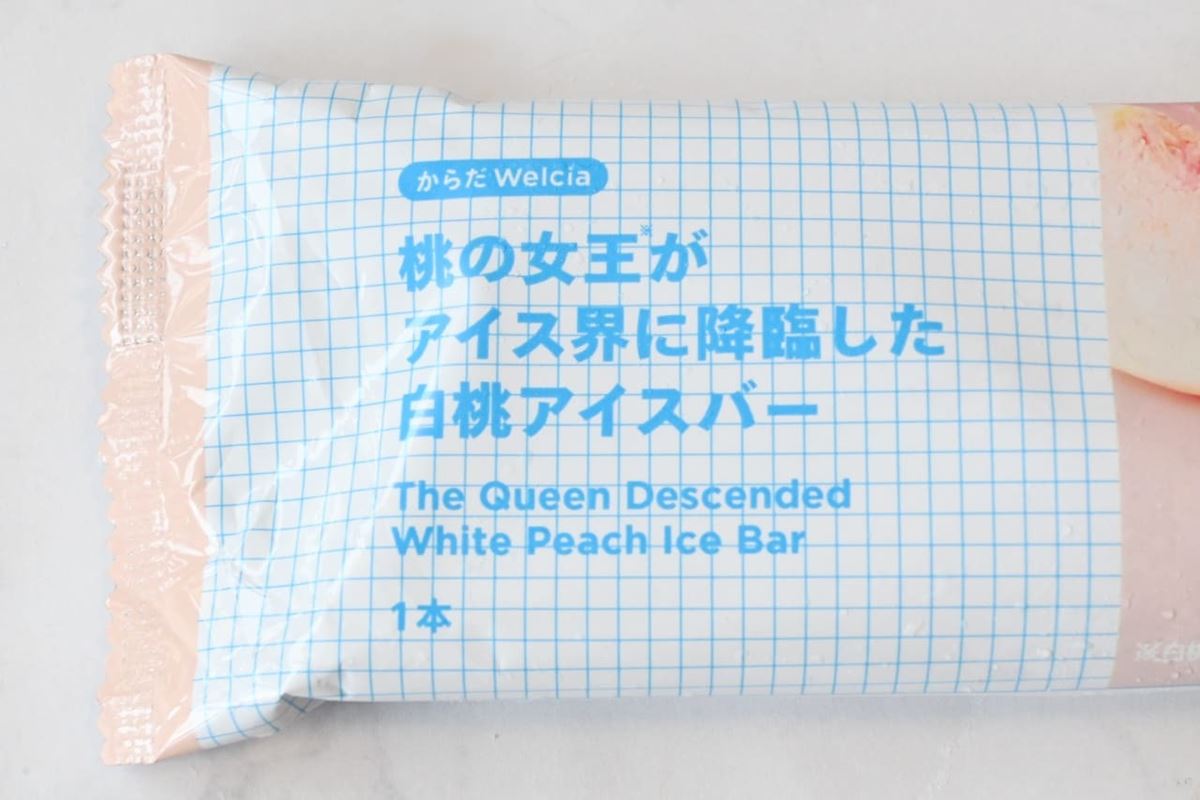 からだWelcia
桃の女王※が
アイス界に降臨した
白桃アイスバー
The Queen Descended
White Peach Ice Bar
1本
※白桃